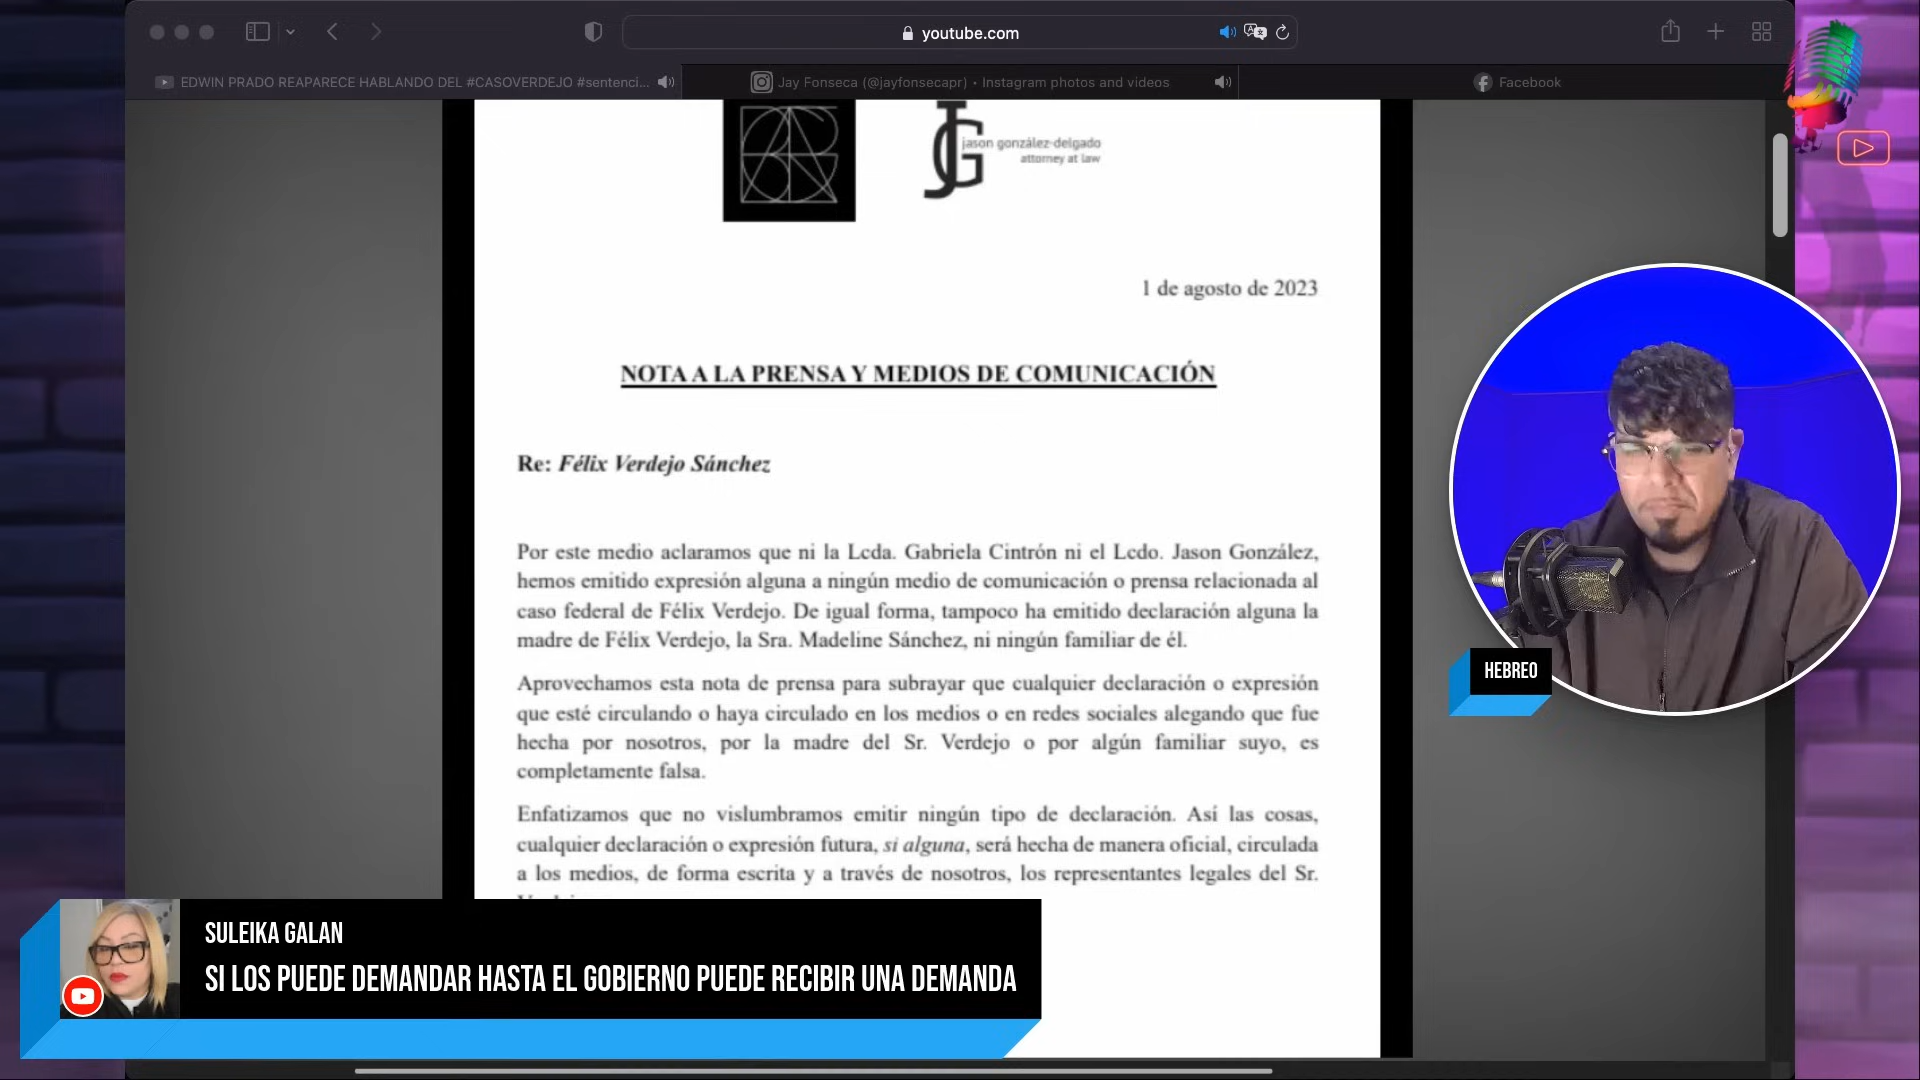 youtube.com
EDWIN PRADO REAPARECE HABLANDO DEL #CASOVERDEJO #sentenci...
Jay Fonseca (@jayfonsecapr) • Instagram photos and videos
Facebook
JG
jason gonzález-delgado
attorney at law
1 de agosto de 2023
NOTA A LA PRENSA Y MEDIOS DE COMUNICACIÓN
Re: Félix Verdejo Sánchez
Por este medio aclaramos que ni la Lcda. Gabriela Cintrón ni el Lcdo. Jason González,
hemos emitido expresión alguna a ningún medio de comunicación o prensa relacionada al
caso federal de Félix Verdejo. De igual forma, tampoco ha emitido declaración alguna la
madre de Félix Verdejo, la Sra. Madeline Sánchez, ni ningún familiar de él.
Aprovechamos esta nota de prensa para subrayar que cualquier declaración o expresión
que esté circulando o haya circulado en los medios o en redes sociales alegando que fue
hecha por nosotros, por la madre del Sr. Verdejo o por algún familiar suyo, es
completamente falsa.
Enfatizamos que no vislumbramos emitir ningún tipo de declaración. Así las cosas,
cualquier declaración o expresión futura, si alguna, será hecha de manera oficial, circulada
a los medios, de forma escrita y a través de nosotros, los representantes legales del Sr.
HEBREO
SULEIKA GALAN
SI LOS PUEDE DEMANDAR HASTA EL GOBIERNO PUEDE RECIBIR UNA DEMANDA